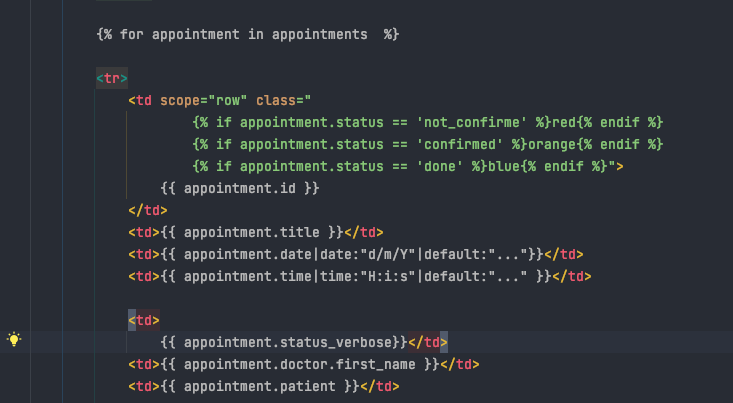 {% for appointment in appointments  %}
<tr>
<td scope="row" class="
{% if appointment.status == 'not_confirme' %}red{% endif %}
{% if appointment.status == 'confirmed' %}orange{% endif %}
{% if appointment.status == 'done' %}blue{% endif %}">
{{ appointment.id }}
</td>
<td>{{ appointment.title }}</td>
<td>{{ appointment.date|date:"d/m/Y"|default:"..."}}</td>
<td>{{ appointment.time|time:"H:i:s"|default:"..." }}</td>
<td>
{{ appointment.status_verbose}}</td>
<td>{{ appointment.doctor.first_name }}</td>
<td>{{ appointment.patient }}</td>